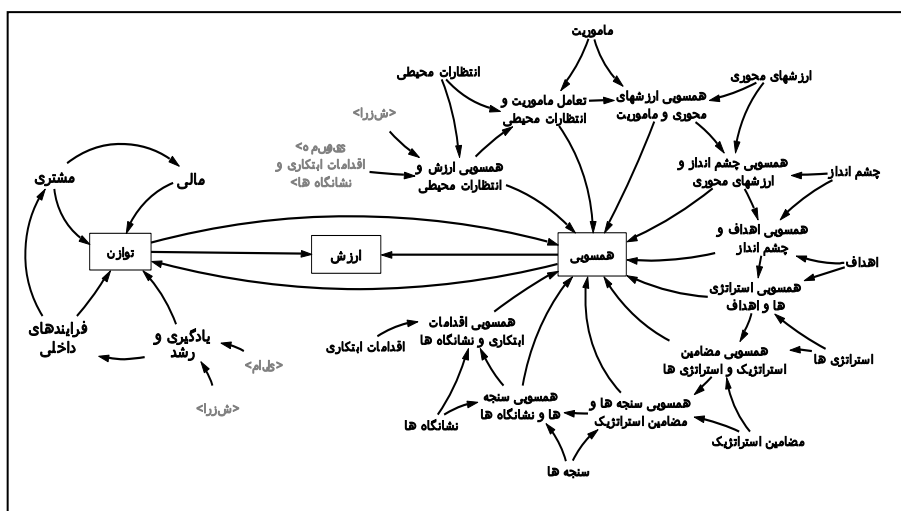 ماموریت
انتظارات محیطی
ارزشهای محوری
تعامل ماموریت و
انتظارات محیطی
همسویی ارزشهای
محوری و ماموریت
<شزرا>
اقدامات ابتکاری و
<نشانگاه ها
همسویی ارزش و
انتظارات محیطی
همسویی چشم انداز و
ارزشهای محوری
چشم انداز
مشتری
مالی
توازن
ارزش
همسویی
همسویی اهداف و
چشم انداز
اهداف
همسویی استراتژی
ها و اهداف
فرایندهای
داخلی
یادگیری و
رشد
<یلام>
<شزرا>
اقدامات ابتکاری
همسویی اقدامات
ابتکاری و نشانگاه ها
همسویی مضامین
استراتژیک و استراتژی ها
استراتژی ها
همسویی سنجه
ها و نشانگاه ها
همسویی سنجه ها و
مضامین استراتژیک
نشانگاه ها
مضامین استراتژیک
سنجه ها